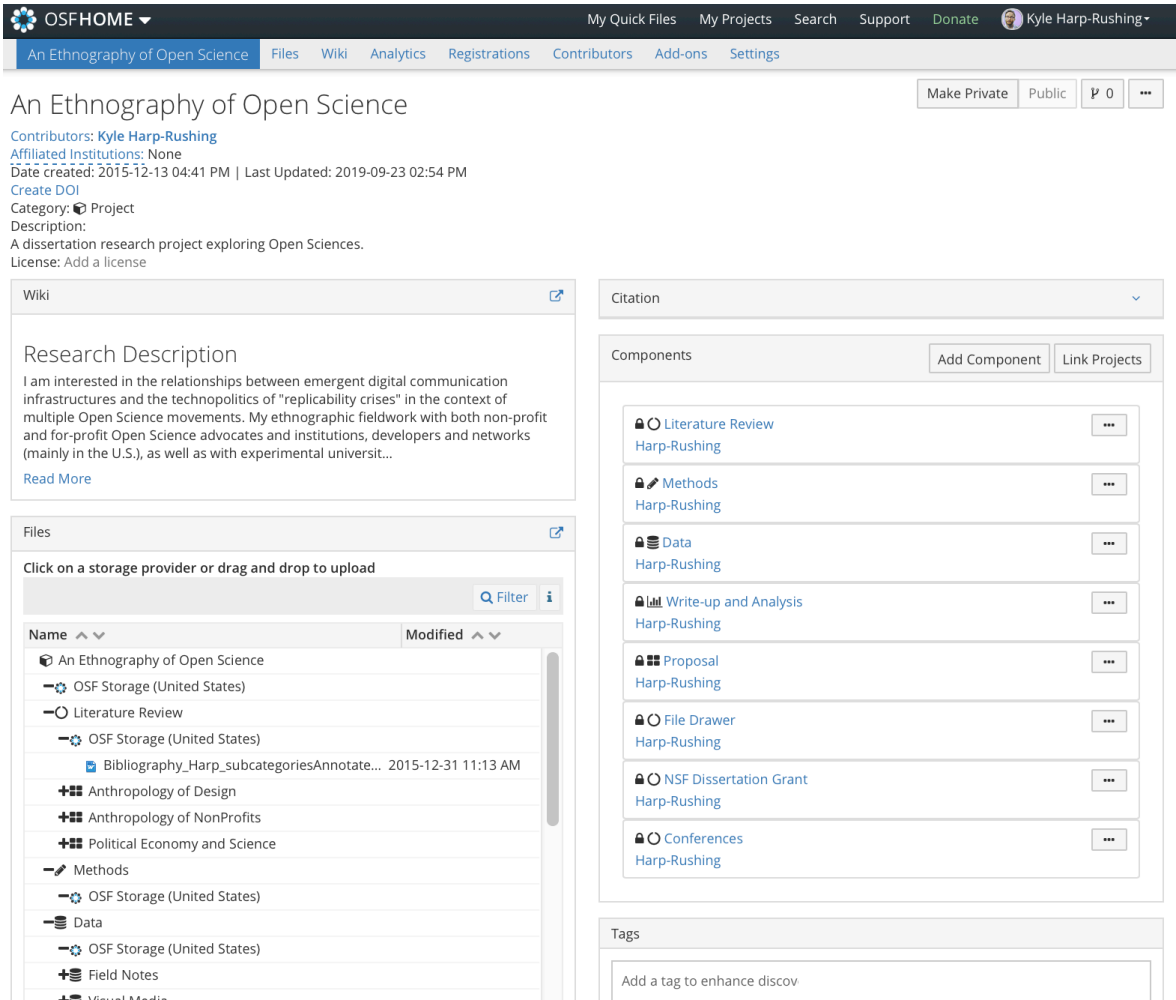 OSFHOME
My Quick Files My Projects Search Support Donate Kyle Harp-Rushing
An Ethnography of Open Science Files Wiki Analytics Registrations Contributors Add-ons Settings
An Ethnography of Open Science
Make Private Public 0 ...
Contributors: Kyle Harp-Rushing
Affiliated Institutions: None
Date created: 2015-12-13 04:41 PM | Last Updated: 2019-09-23 02:54 PM
Create DOI
Category: Project
Description:
A dissertation research project exploring Open Sciences.
License: Add a license
Wiki
Research Description
I am interested in the relationships between emergent digital communication
infrastructures and the technopolitics of "replicability crises" in the context of
multiple Open Science movements. My ethnographic fieldwork with both non-profit
and for-profit Open Science advocates and institutions, developers and networks
(mainly in the U.S.), as well as with experimental universit...
Read More
Files
Click on a storage provider or drag and drop to upload
Filter i
Name Modified
An Ethnography of Open Science
OSF Storage (United States)
Literature Review
OSF Storage (United States)
Bibliography_Harp_subcategoriesAnnotate... 2015-12-31 11:13 AM
Anthropology of Design
Anthropology of NonProfits
Political Economy and Science
Methods
OSF Storage (United States)
Data
OSF Storage (United States)
Field Notes
Visual Media
Citation
Components
Add Component Link Projects
Literature Review
Harp-Rushing
Methods
Harp-Rushing
Data
Harp-Rushing
Write-up and Analysis
Harp-Rushing
Proposal
Harp-Rushing
File Drawer
Harp-Rushing
NSF Dissertation Grant
Harp-Rushing
Conferences
Harp-Rushing
Tags
Add a tag to enhance discov